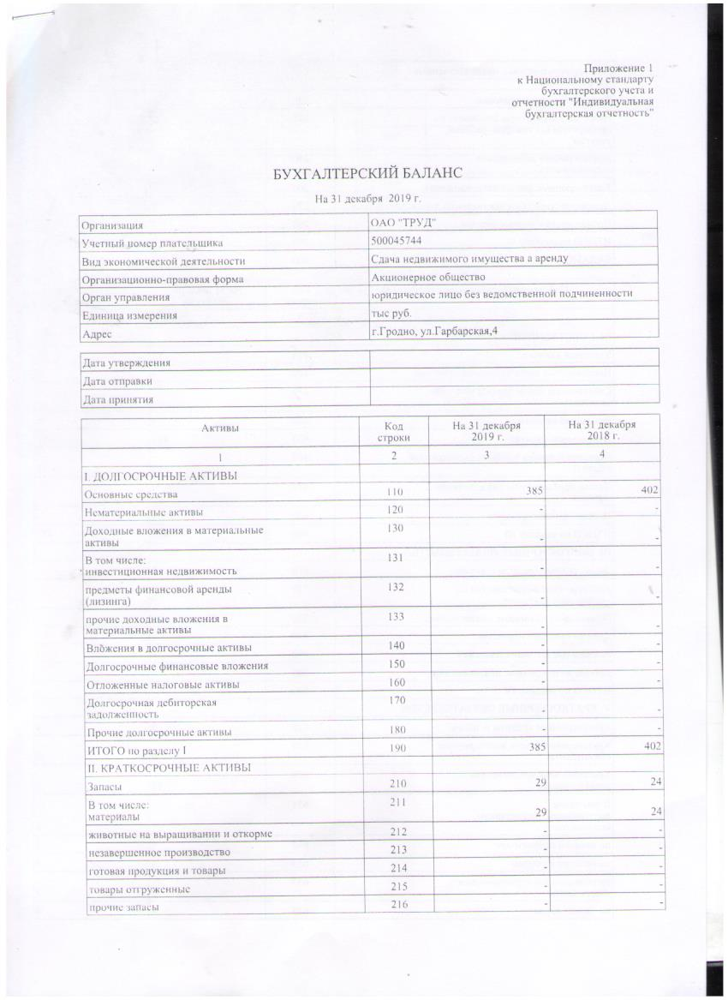 Приложение 1
к Национальному стандарту
бухгалтерского учета и
отчетности "Индивидуальная
бухгалтерская отчетность"
БУХГАЛТЕРСКИЙ БАЛАНС
На 31 декабря 2019 г.
Организация ОАО "ТРУД"
Учетный номер плательщика 500045744
Вид экономической деятельности Сдача недвижимого имущества а аренду
Организационно-правовая форма Акционерное общество
Орган управления юридическое лицо без ведомственной подчиненности
Единица измерения тыс руб.
Адрес г.Гродно, ул.Гарбарская,4
Дата утверждения
Дата отправки
Дата принятия
Активы Код На 31 декабря На 31 декабря
строки 2019 г. 2018 г.
1 2 3 4
I. ДОЛГОСРОЧНЫЕ АКТИВЫ
Основные средства 110 385 402
Нематериальные активы 120 - -
Доходные вложения в материальные 130
активы - -
В том числе: 131
инвестиционная недвижимость - -
предметы финансовой аренды 132
(лизинга) - -
прочие доходные вложения в 133
материальные активы - -
Вложения в долгосрочные активы 140 - -
Долгосрочные финансовые вложения 150 - -
Отложенные налоговые активы 160 - -
Долгосрочная дебиторская 170
задолженность - -
Прочие долгосрочные активы 180 - -
ИТОГО по разделу I 190 385 402
II. КРАТКОСРОЧНЫЕ АКТИВЫ
Запасы 210 29 24
В том числе: 211
материалы 29 24
животные на выращивании и откорме 212 - -
незавершенное производство 213 - -
готовая продукция и товары 214 - -
товары отгруженные 215 - -
прочие запасы 216 - -